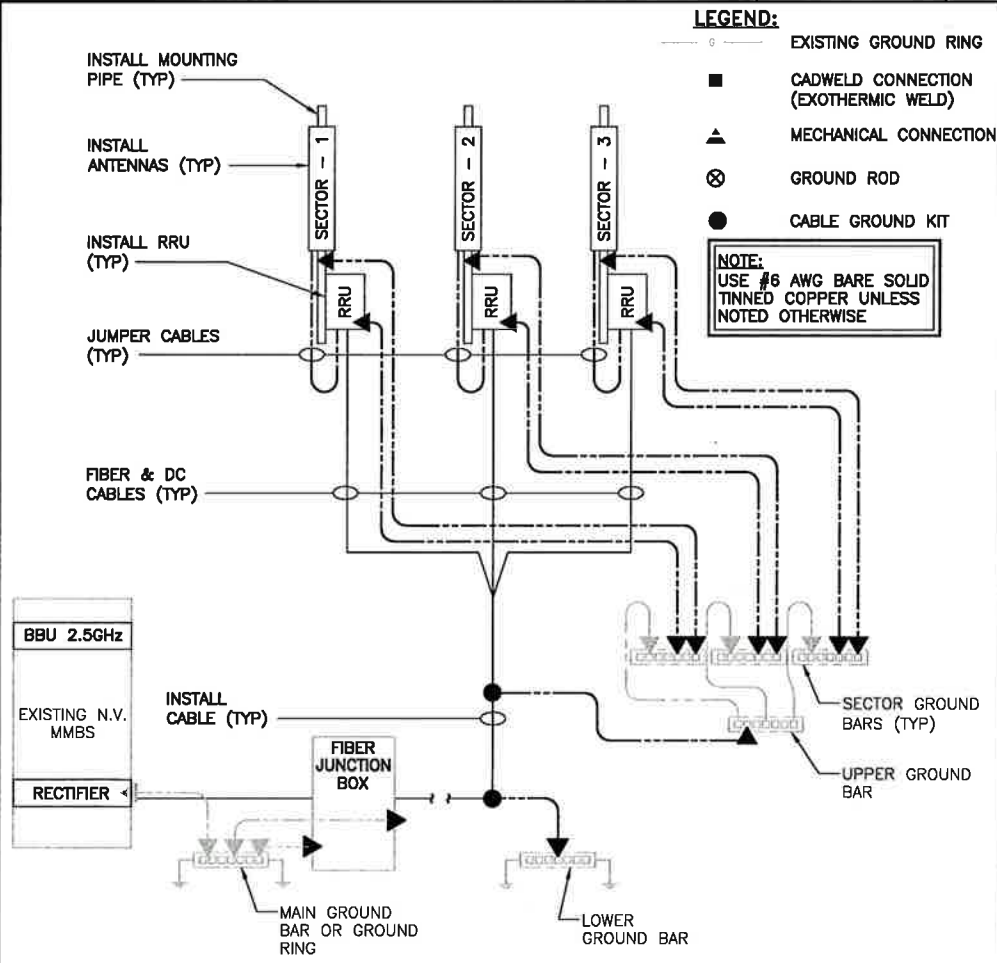 LEGEND:
G
EXISTING GROUND RING
CADWELD CONNECTION
(EXOTHERMIC WELD)
MECHANICAL CONNECTION
GROUND ROD
CABLE GROUND KIT
NOTE:
USE #6 AWG BARE SOLID
TINNED COPPER UNLESS
NOTED OTHERWISE
INSTALL MOUNTING
PIPE (TYP)
INSTALL
ANTENNAS (TYP)
INSTALL RRU
(TYP)
JUMPER CABLES
(TYP)
FIBER & DC
CABLES (TYP)
SECTOR - 1
SECTOR - 2
SECTOR - 3
RRU
RRU
RRU
BBU 2.5GHz
EXISTING N.V.
MMBS
RECTIFIER
INSTALL
CABLE (TYP)
FIBER
JUNCTION
BOX
SECTOR GROUND
BARS (TYP)
UPPER GROUND
BAR
MAIN GROUND
BAR OR GROUND
RING
LOWER
GROUND BAR